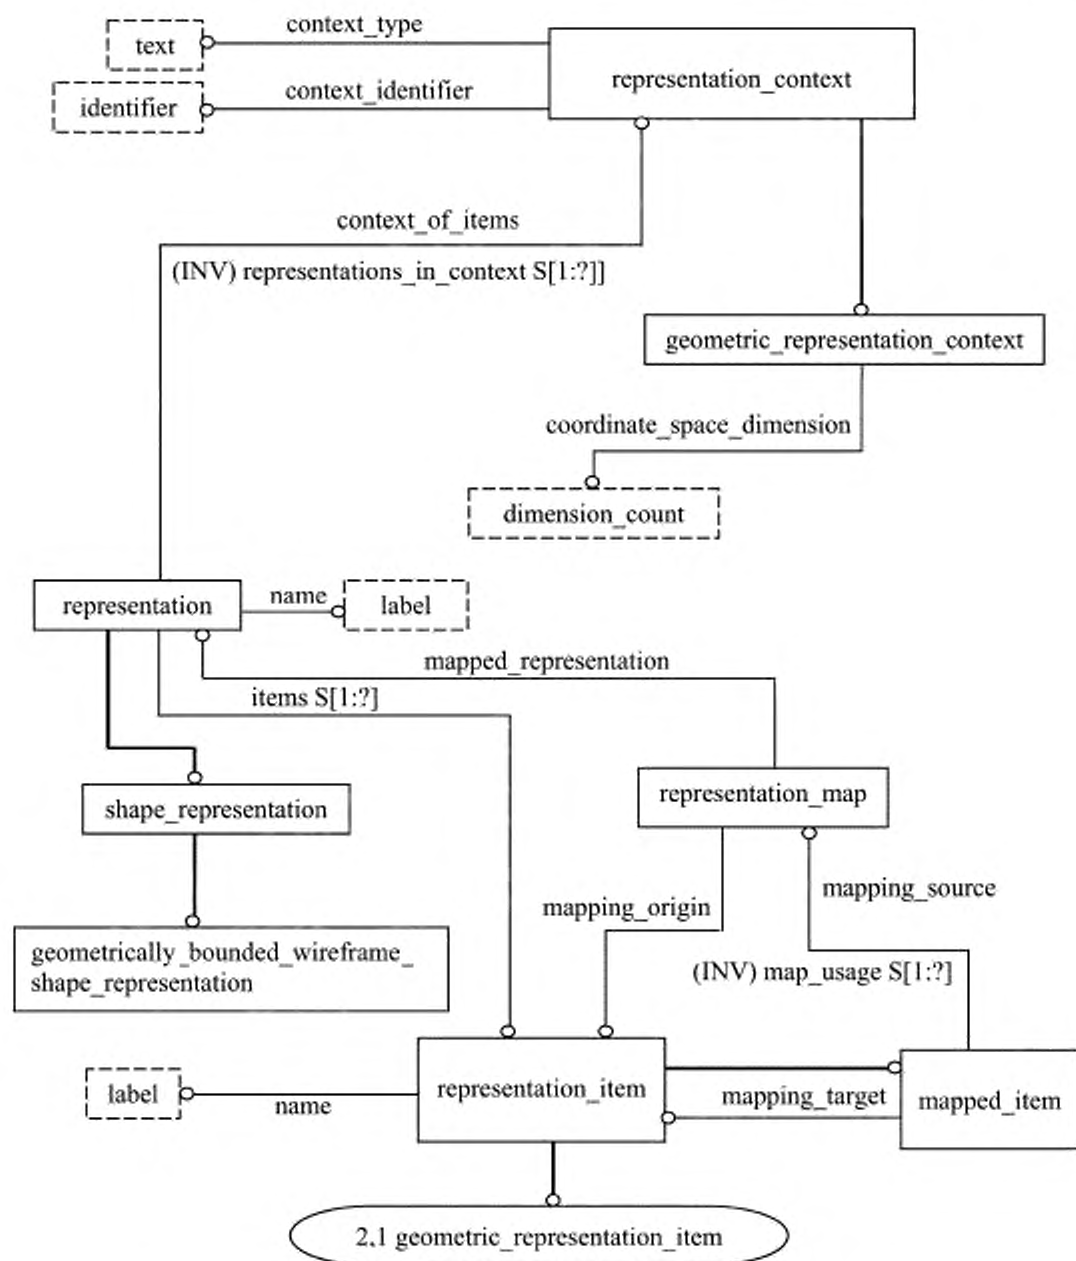 context_type
text
representation_context
context_identifier
identifier
context_of_items
(INV) representations_in_context S[1:?]]
geometric_representation_context
coordinate_space_dimension
dimension_count
representation
name
label
mapped_representation
items S[1:?]
representation_map
shape_representation
mapping_source
mapping_origin
geometrically_bounded_wireframe_
shape_representation
(INV) map_usage S[1:?]
representation_item
label
name
mapping_target
mapped_item
2,1 geometric_representation_item